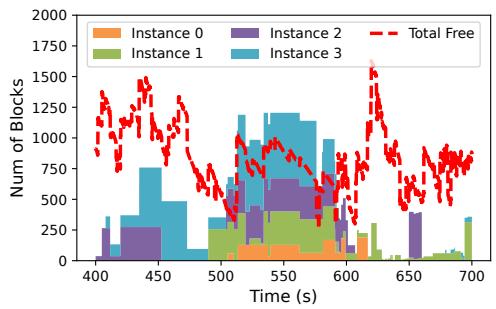 2000
1750
1500
1250
1000
750
500
250
0
Num of Blocks
Instance 0
Instance 1
Instance 2
Instance 3
Total Free
400 450 500 550 600 650 700
Time (s)